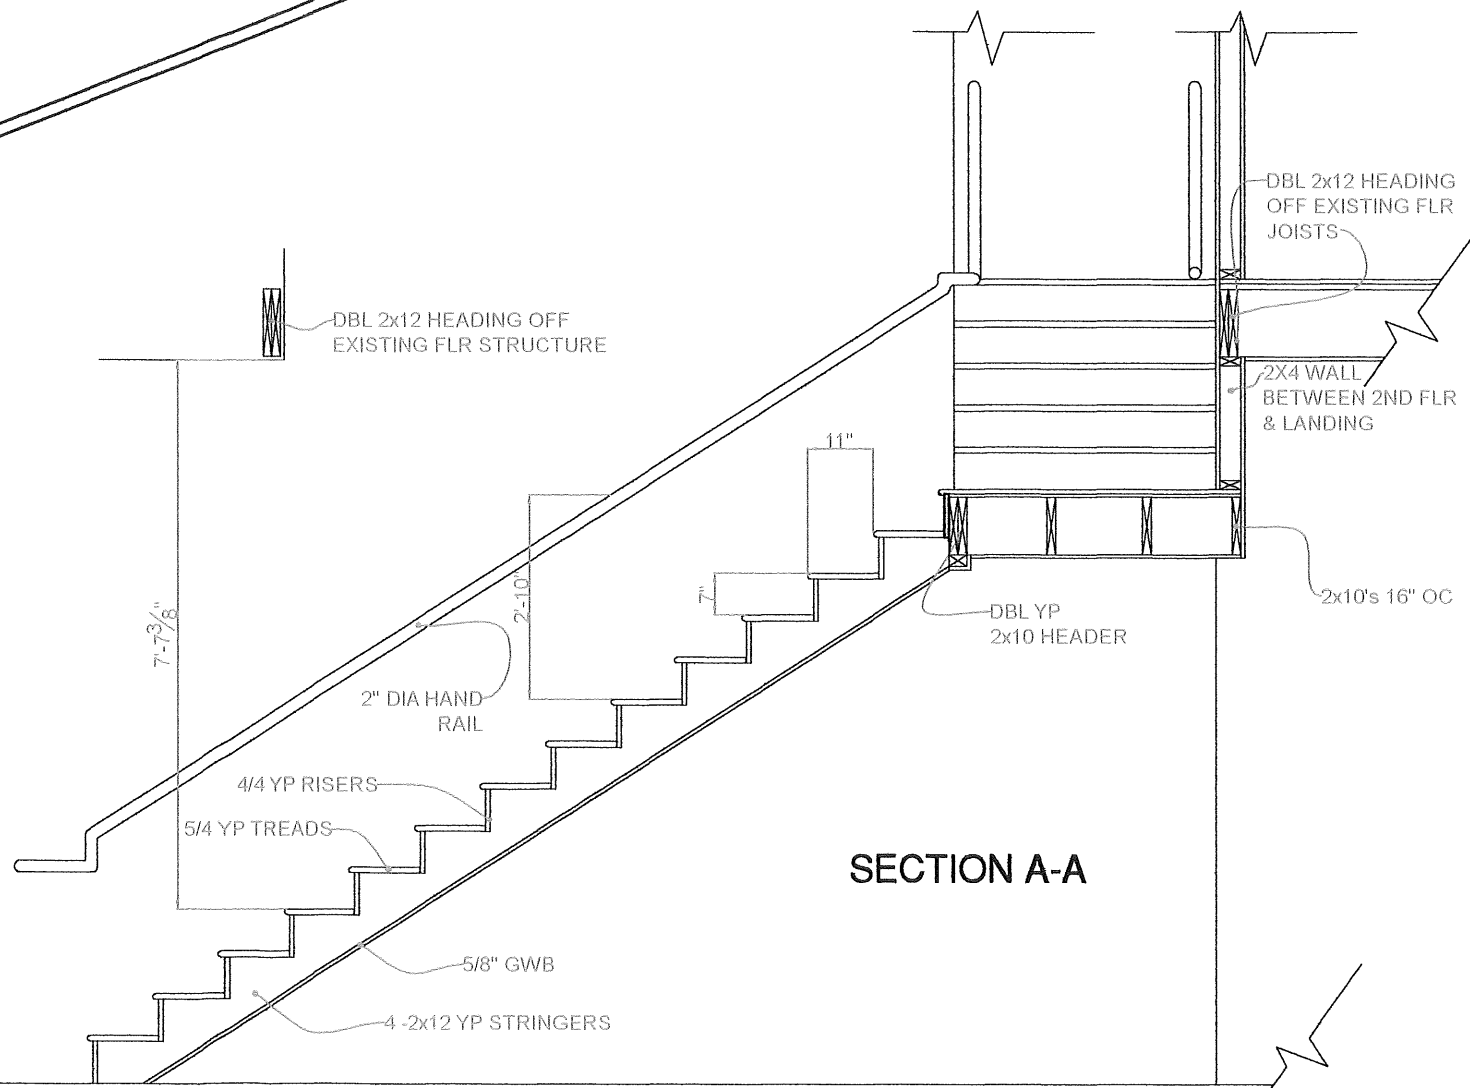 DBL 2x12 HEADING
OFF EXISTING FLR
JOISTS
DBL 2x12 HEADING OFF
EXISTING FLR STRUCTURE
2X4 WALL
BETWEEN 2ND FLR
& LANDING
11"
7"
2'-10"
7'-7 3/8"
2x10's 16" OC
DBL YP
2x10 HEADER
2" DIA HAND
RAIL
4/4 YP RISERS
5/4 YP TREADS
SECTION A-A
5/8" GWB
4 -2x12 YP STRINGERS